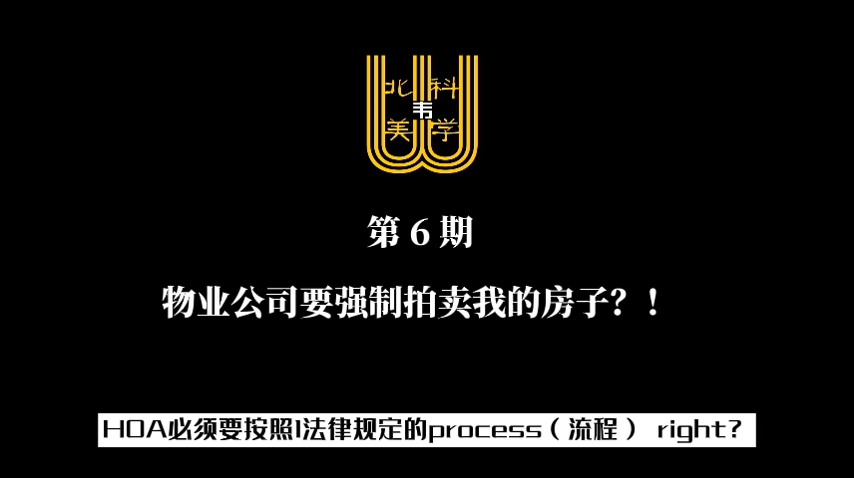 北 科
韦
美 学
第 6 期
物业公司要强制拍卖我的房子?!
HOA必须要按照1法律规定的process(流程) right?